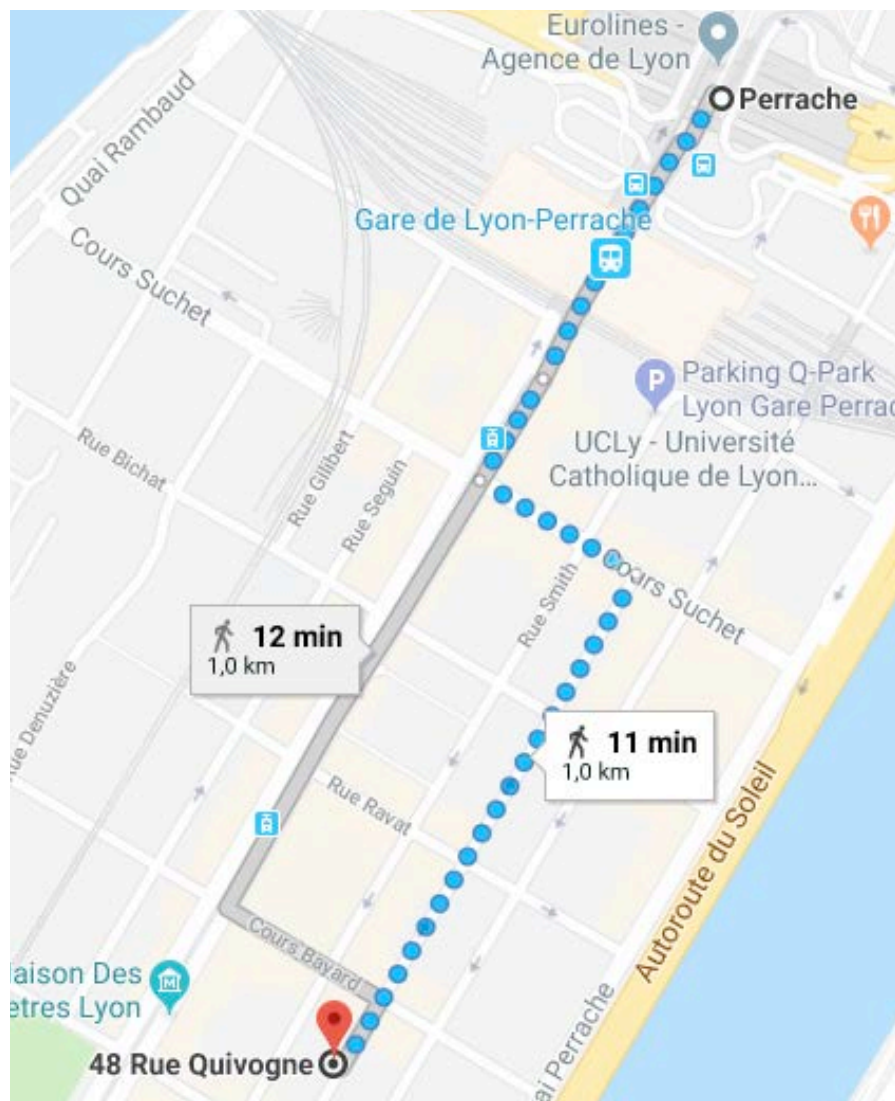 Eurolines -
Agence de Lyon
Perrache
Quai Rambaud
Gare de Lyon-Perrache
Cours Suchet
P
Parking Q-Park
Lyon Gare Perrac
UCLy - Université
Catholique de Lyon...
Rue Bichat
Rue Gilibert
Rue Seguin
Rue Smith
Cours Suchet
12 min
1,0 km
Rue Denuzière
11 min
1,0 km
Rue Ravat
Autoroute du Soleil
Cours Bayard
M
laison Des
etres Lyon
48 Rue Quivogne
ai Perrache